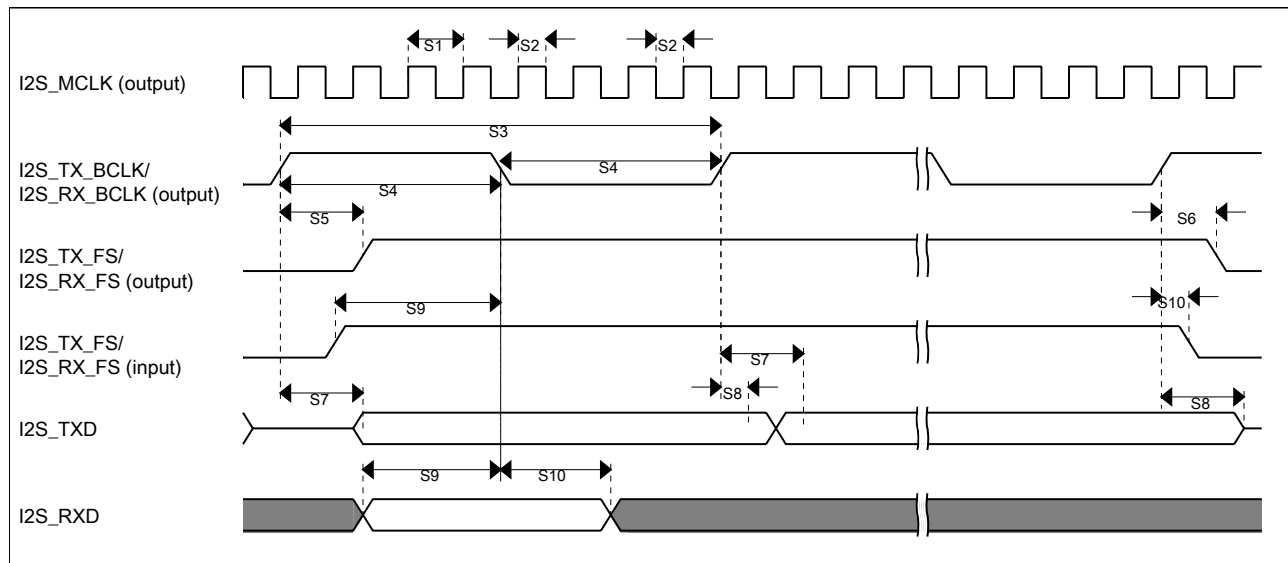 S1
S2
S2
I2S_MCLK (output)
S3
I2S_TX_BCLK/
I2S_RX_BCLK (output)
S4
S4
S5
S6
I2S_TX_FS/
I2S_RX_FS (output)
S9
S10
I2S_TX_FS/
I2S_RX_FS (input)
S7
S7
S8
S8
I2S_TXD
S9
S10
I2S_RXD